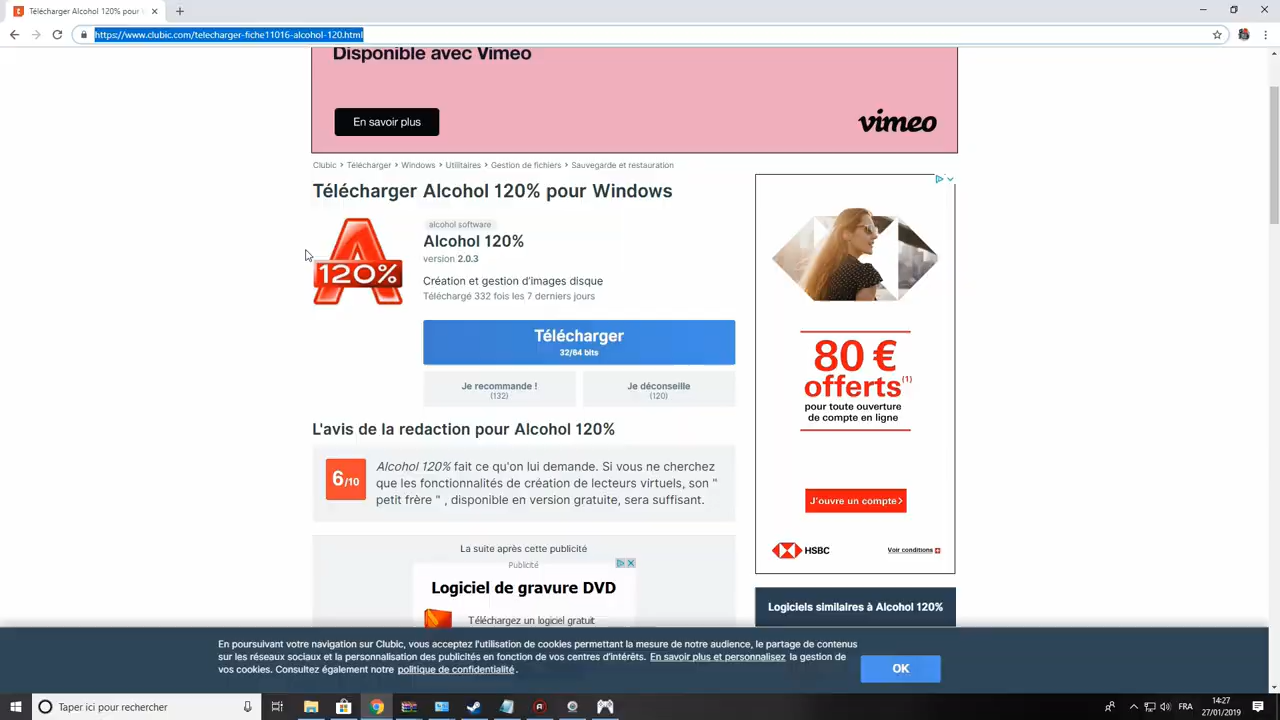 Télécharger Alcohol 120% pour
https://www.clubic.com/telecharger-fiche11016-alcohol-120.html
Disponible avec Vimeo
En savoir plus
vimeo
Clubic > Télécharger > Windows > Utilitaires > Gestion de fichiers > Sauvegarde et restauration
Télécharger Alcohol 120% pour Windows
120%
alcohol software
Alcohol 120%
version 2.0.3
Création et gestion d'images disque
Téléchargé 332 fois les 7 derniers jours
Télécharger
32/64 bits
Je recommande !
(132)
Je déconseille
(120)
L'avis de la redaction pour Alcohol 120%
6/10
Alcohol 120% fait ce qu'on lui demande. Si vous ne cherchez
que les fonctionnalités de création de lecteurs virtuels, son "
petit frère " , disponible en version gratuite, sera suffisant.
La suite après cette publicité
Publicité
Logiciel de gravure DVD
Téléchargez un logiciel gratuit
80 €
offerts(1)
pour toute ouverture
de compte en ligne
J'ouvre un compte>
HSBC
Voir conditions
Logiciels similaires à Alcohol 120%
En poursuivant votre navigation sur Clubic, vous acceptez l'utilisation de cookies permettant la mesure de notre audience, le partage de contenus
sur les réseaux sociaux et la personnalisation des publicités en fonction de vos centres d'intérêts. En savoir plus et personnalisez la gestion de
vos cookies. Consultez également notre politique de confidentialité.
OK
Taper ici pour rechercher
FRA
14:27
27/01/2019